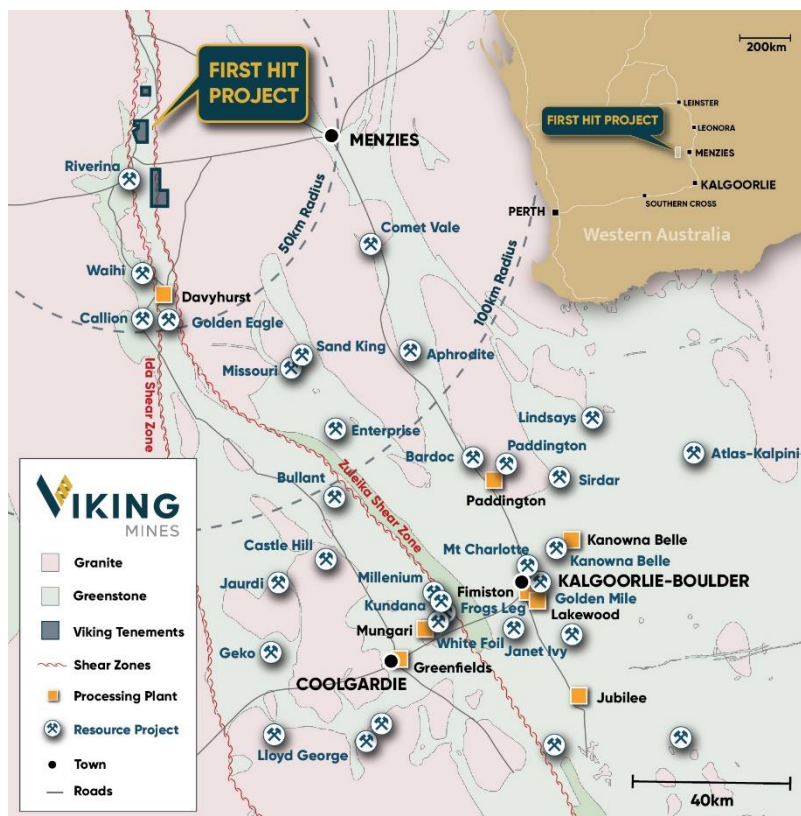 FIRST HIT
PROJECT
200km
LEINSTER
LEONORA
FIRST HIT PROJECT
MENZIES
KALGOORLIE
SOUTHERN CROSS
PERTH
Western Australia
MENZIES
Riverina
50km Radius
Comet Vale
Waihi
Davyhurst
100km Radius
Callion
Golden Eagle
Sand King
Aphrodite
Missouri
Ida Shear Zone
Lindsays
Enterprise
Bardoc
Paddington
Atlas-Kalpini
Bullant
Zuleika Shear Zone
Paddington
Sirdar
Kanowna Belle
Castle Hill
Mt Charlotte
Kanowna Belle
Jaurdi
Millenium
Fimiston
KALGOORLIE-BOULDER
Kundana
Frogs Leg
Golden Mile
Lakewood
Mungari
White Foil
Janet Ivy
Geko
Greenfields
COOLGARDIE
Jubilee
Lloyd George
40km
VIKING
MINES
Granite
Greenstone
Viking Tenements
Shear Zones
Processing Plant
Resource Project
Town
Roads